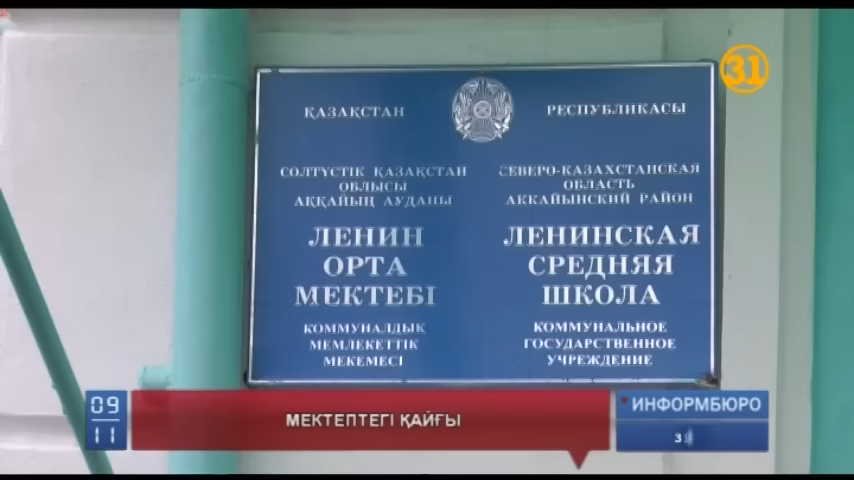 31
ҚАЗАҚСТАН
РЕСПУБЛИКАСЫ
СОЛТҮСТІК ҚАЗАҚСТАН
ОБЛЫСЫ
АҚҚАЙЫҢ АУДАНЫ
ЛЕНИН
ОРТА
МЕКТЕБІ
КОММУНАЛДЫҚ
МЕМЛЕКЕТТІК
МЕКЕМЕСІ
СЕВЕРО-КАЗАХСТАНСКАЯ
ОБЛАСТЬ
АККАЙЫНСКИЙ РАЙОН
ЛЕНИНСКАЯ
СРЕДНЯЯ
ШКОЛА
КОММУНАЛЬНОЕ
ГОСУДАРСТВЕННОЕ
УЧРЕЖДЕНИЕ
09
11
МЕКТЕПТЕГІ ҚАЙҒЫ
ИНФОРМБЮРО
31